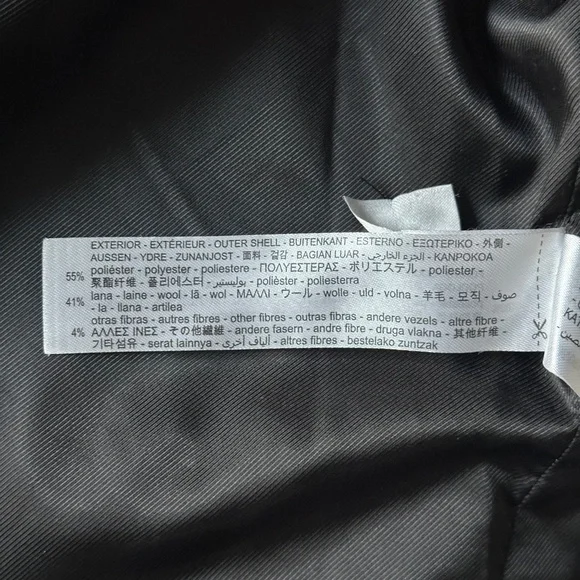 EXTERIOR - EXTÉRIEUR - OUTER SHELL - BUITENKANT - ESTERNO - ΕΞΩΤΕΡΙΚΟ - 外側 -
AUSSEN - YDRE - ZUNANJOST - 面料 - 겉감 - BAGIAN LUAR - الجزء الخارجي - KANPOKOA
55% poliéster - polyester - poliestere - ΠΟΛΥΕΣΤΕΡΑΣ - ポリエステル - poliester -
聚酯纤维 - 폴리에스터 - بوليستير - polièster - poliesterra
41% lana - laine - wool - lã - wol - ΜΑΛΛΙ - ウール - wolle - uld - volna - 羊毛 - 모직 - صوف
- la - llana - artilea
4% outras fibras - autres fibres - other fibres - outras fibras - andere vezels - altre fibre -
ΑΛΛΕΣ ΙΝΕΣ - その他繊維 - andere fasern - andre fibre - druga vlakna - 其他纤维 -
기타섬유 - serat lainnya - ألياف أخرى - altres fibres - bestelako zuntzak